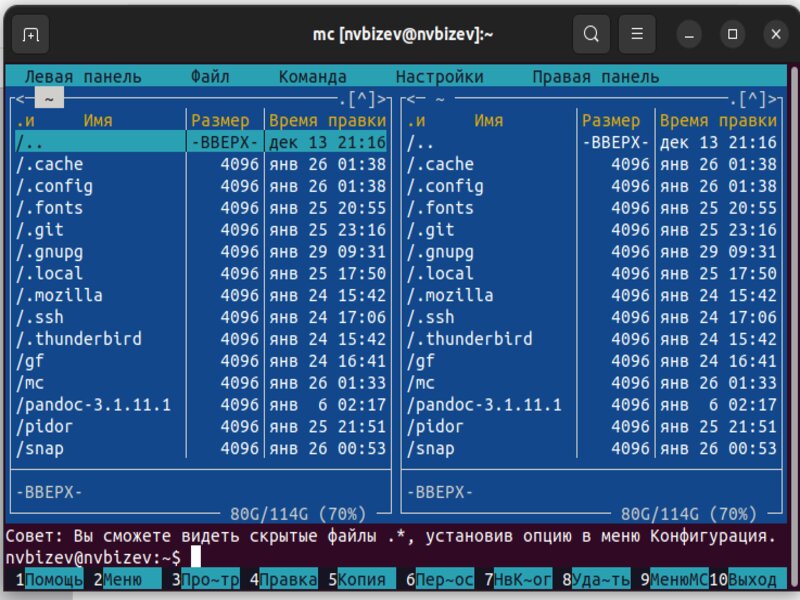 mc [nvbizev@nvbizev]:~
Левая панель Файл Команда Настройки Правая панель
<─ ~ ─.[^]>┐┌<─ ~ ─.[^]>
.и Имя Размер Время правки .и Имя Размер Время правки
/.. -ВВЕРХ- дек 13 21:16 /.. -ВВЕРХ- дек 13 21:16
/.cache 4096 янв 26 01:38 /.cache 4096 янв 26 01:38
/.config 4096 янв 26 01:38 /.config 4096 янв 26 01:38
/.fonts 4096 янв 25 20:55 /.fonts 4096 янв 25 20:55
/.git 4096 янв 25 23:16 /.git 4096 янв 25 23:16
/.gnupg 4096 янв 29 09:31 /.gnupg 4096 янв 29 09:31
/.local 4096 янв 25 17:50 /.local 4096 янв 25 17:50
/.mozilla 4096 янв 24 15:42 /.mozilla 4096 янв 24 15:42
/.ssh 4096 янв 24 17:06 /.ssh 4096 янв 24 17:06
/.thunderbird 4096 янв 24 15:42 /.thunderbird 4096 янв 24 15:42
/gf 4096 янв 24 16:41 /gf 4096 янв 24 16:41
/mc 4096 янв 26 01:33 /mc 4096 янв 26 01:33
/pandoc-3.1.11.1 4096 янв 6 02:17 /pandoc-3.1.11.1 4096 янв 6 02:17
/pidor 4096 янв 25 21:51 /pidor 4096 янв 25 21:51
/snap 4096 янв 26 00:53 /snap 4096 янв 26 00:53
-ВВЕРХ- -ВВЕРХ-
80G/114G (70%) 80G/114G (70%)
Совет: Вы сможете видеть скрытые файлы .*, установив опцию в меню Конфигурация.
nvbizev@nvbizev:~$
1Помощь 2Меню 3Про~тр 4Правка 5Копия 6Пер~ос 7НвК~ог 8Уда~ть 9МенюMC 10Выход